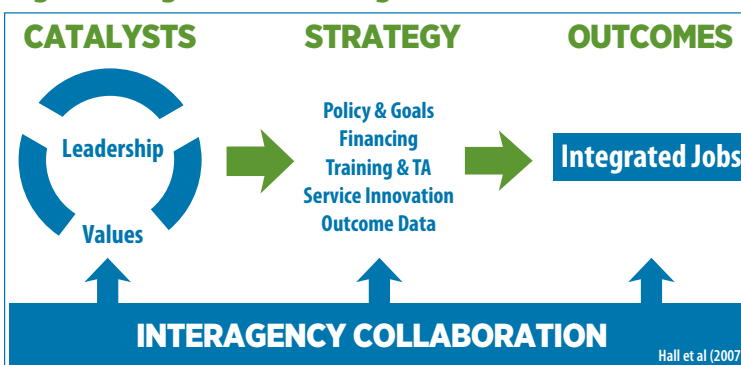 CATALYSTS
STRATEGY
OUTCOMES
Leadership
Values
Policy & Goals
Financing
Training & TA
Service Innovation
Outcome Data
Integrated Jobs
INTERAGENCY COLLABORATION
Hall et al (2007